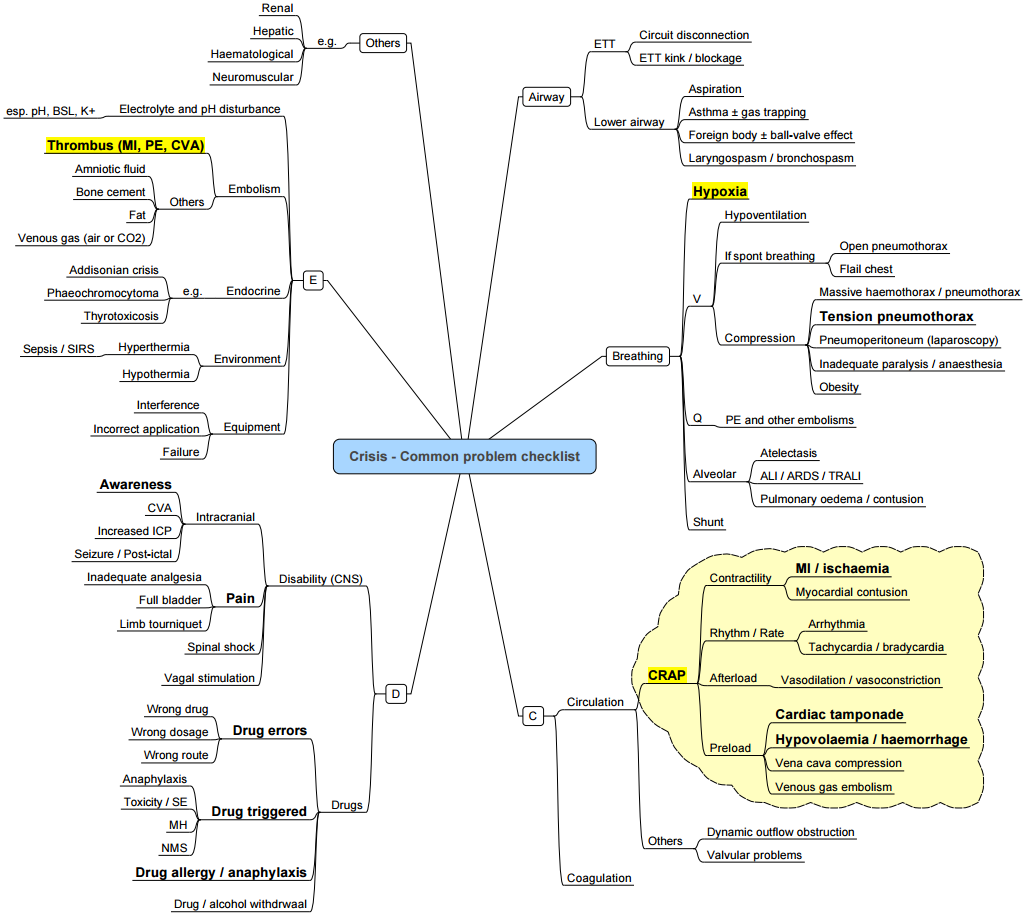 Crisis - Common problem checklist
Airway
ETT
Circuit disconnection
ETT kink / blockage
Lower airway
Aspiration
Asthma ± gas trapping
Foreign body ± ball-valve effect
Laryngospasm / bronchospasm
Breathing
Hypoxia
V
Hypoventilation
If spont breathing
Open pneumothorax
Flail chest
Compression
Massive haemothorax / pneumothorax
Tension pneumothorax
Pneumoperitoneum (laparoscopy)
Inadequate paralysis / anaesthesia
Obesity
Q
PE and other embolisms
Alveolar
Atelectasis
ALI / ARDS / TRALI
Pulmonary oedema / contusion
Shunt
C
Circulation
CRAP
Contractility
MI / ischaemia
Myocardial contusion
Rhythm / Rate
Arrhythmia
Tachycardia / bradycardia
Afterload
Vasodilation / vasoconstriction
Preload
Cardiac tamponade
Hypovolaemia / haemorrhage
Vena cava compression
Venous gas embolism
Others
Dynamic outflow obstruction
Valvular problems
Coagulation
D
Disability (CNS)
Intracranial
Awareness
CVA
Increased ICP
Seizure / Post-ictal
Pain
Inadequate analgesia
Full bladder
Limb tourniquet
Spinal shock
Vagal stimulation
Drugs
Drug errors
Wrong drug
Wrong dosage
Wrong route
Drug triggered
Anaphylaxis
Toxicity / SE
MH
NMS
Drug allergy / anaphylaxis
Drug / alcohol withdrwaal
E
Electrolyte and pH disturbance
esp. pH, BSL, K+
Embolism
Thrombus (MI, PE, CVA)
Others
Amniotic fluid
Bone cement
Fat
Venous gas (air or CO2)
Endocrine
e.g.
Addisonian crisis
Phaeochromocytoma
Thyrotoxicosis
Environment
Hyperthermia
Sepsis / SIRS
Hypothermia
Equipment
Interference
Incorrect application
Failure
Others
e.g.
Renal
Hepatic
Haematological
Neuromuscular